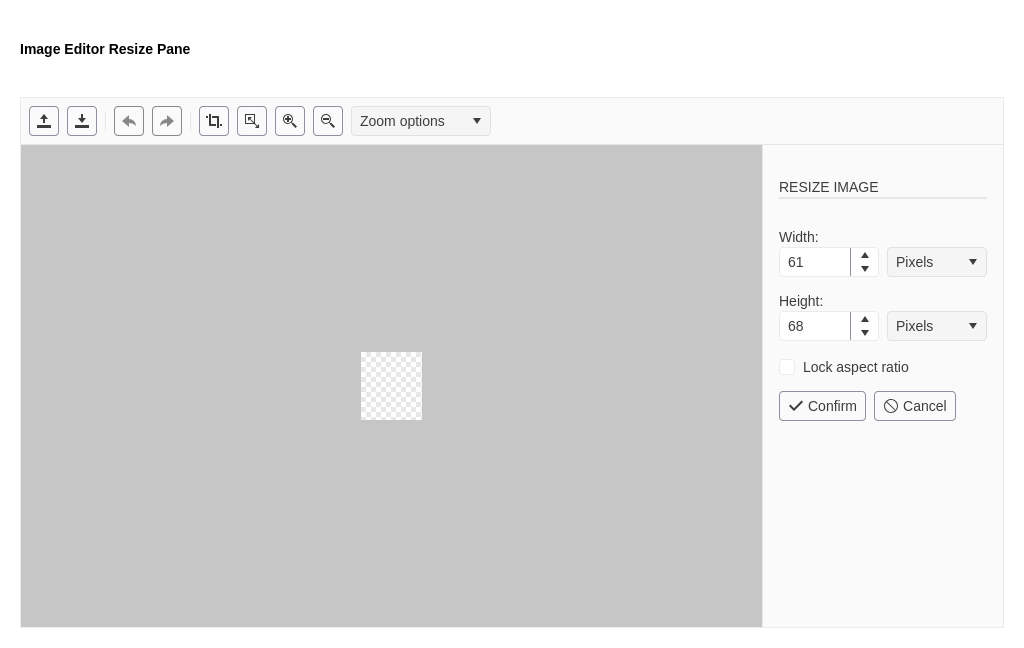 Image Editor Resize Pane
Zoom options
RESIZE IMAGE
Width:
61 Pixels
Height:
68 Pixels
Lock aspect ratio
Confirm Cancel